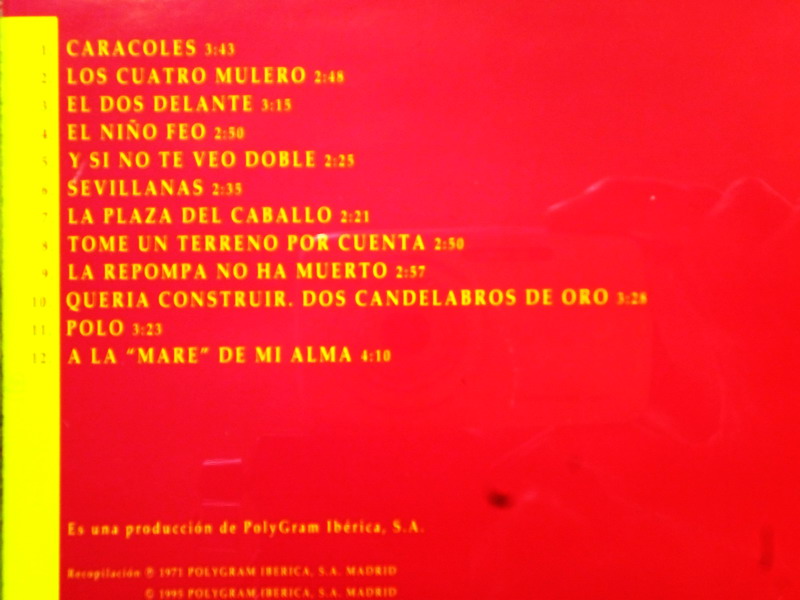 1 CARACOLES 3:43
2 LOS CUATRO MULERO 2:48
3 EL DOS DELANTE 3:15
4 EL NIÑO FEO 2:50
5 Y SI NO TE VEO DOBLE 2:25
6 SEVILLANAS 2:35
7 LA PLAZA DEL CABALLO 2:21
8 TOME UN TERRENO POR CUENTA 2:50
9 LA REPOMPA NO HA MUERTO 2:57
10 QUERIA CONSTRUIR. DOS CANDELABROS DE ORO 3:28
11 POLO 3:23
12 A LA “MARE” DE MI ALMA 4:10
Es una producción de PolyGram Ibérica, S.A.
Recopilación ℗ 1971 POLYGRAM IBERICA, S.A. MADRID
© 1995 POLYGRAM IBERICA, S.A. MADRID